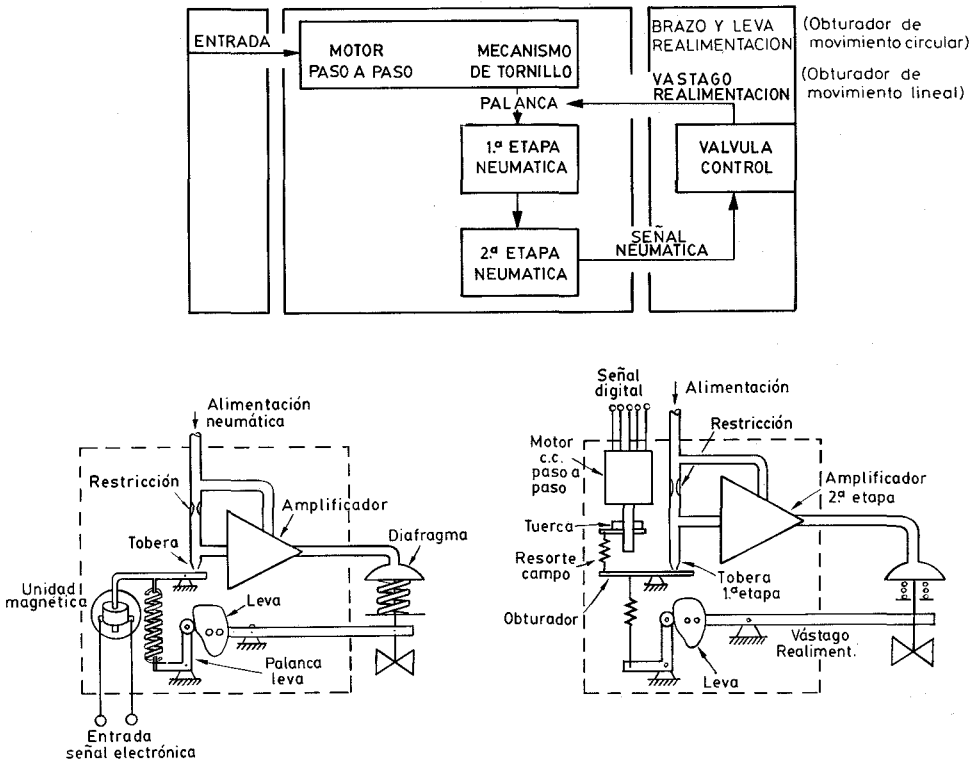 ENTRADA
MOTOR
PASO A PASO
MECANISMO
DE TORNILLO
PALANCA
1.ª ETAPA
NEUMATICA
2.ª ETAPA
NEUMATICA
SEÑAL
NEUMÁTICA
BRAZO Y LEVA
REALIMENTACION
(Obturador de
movimiento circular)
VÁSTAGO
REALIMENTACION
(Obturador de
movimiento lineal)
VALVULA
CONTROL
Alimentación
neumática
Restricción
Amplificador
Tobera
Diafragma
Unidad
magnética
Leva
Palanca
leva
Entrada
señal electrónica
Señal
digital
Alimentación
Restricción
Motor
c.c.
paso a
paso
Amplificador
2.ª etapa
Tuerca
Resorte
campo
Tobera
1.ª etapa
Obturador
Vástago
Realiment.
Leva